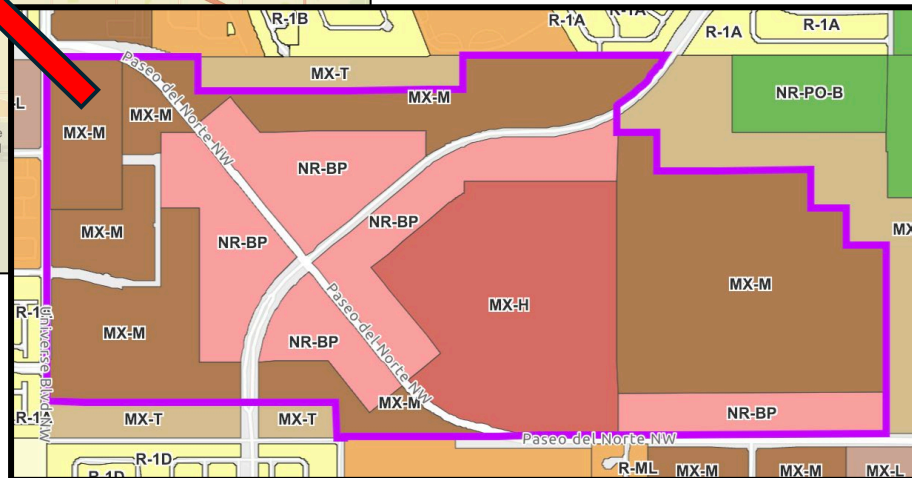 R-1B
R-1A
R-1A
R-1A
R-1A
MX-T
Paseo del Norte NW
MX-M
NR-PO-B
-L
MX-M
MX-M
NR-BP
MX-M
NR-BP
NR-BP
MX
MX-M
MX-H
R-1
MX-M
Universe Blvd NW
Paseo del Norte NW
NR-BP
MX-M
NR-BP
R-1
MX-T
MX-T
Paseo del Norte NW
R-1D
R-1D
R-ML
MX-M
MX-M
MX-L